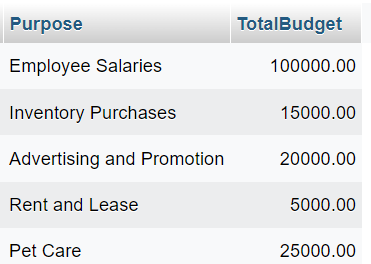 Purpose TotalBudget
Employee Salaries 100000.00
Inventory Purchases 15000.00
Advertising and Promotion 20000.00
Rent and Lease 5000.00
Pet Care 25000.00